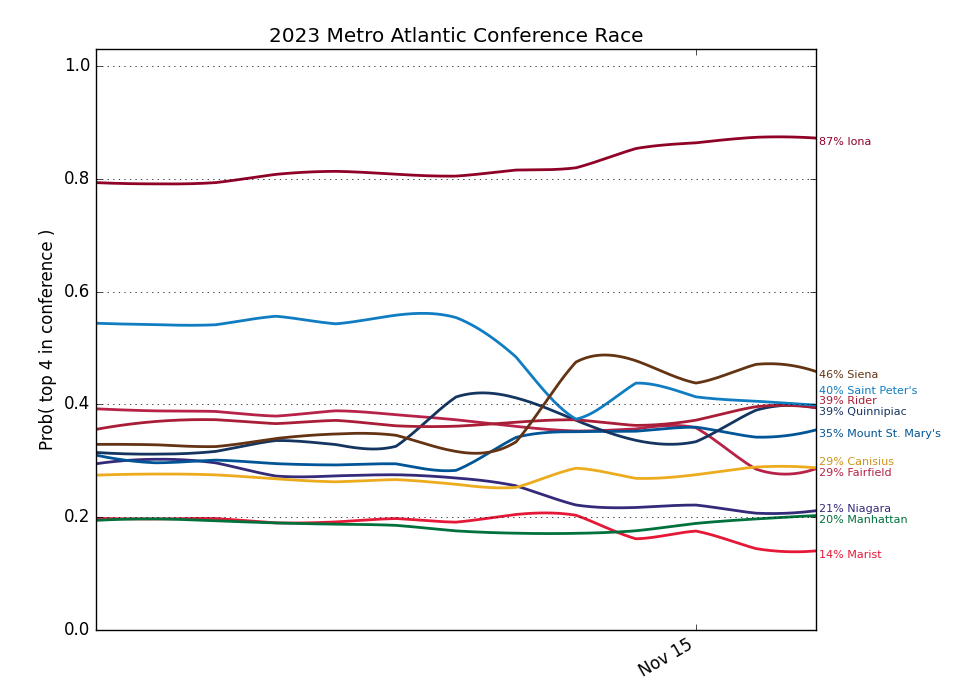 2023 Metro Atlantic Conference Race
Prob( top 4 in conference )
1.0
0.8
0.6
0.4
0.2
0.0
87% Iona
46% Siena
40% Saint Peter's
39% Rider
39% Quinnipiac
35% Mount St. Mary's
29% Canisius
29% Fairfield
21% Niagara
20% Manhattan
14% Marist
Nov 15